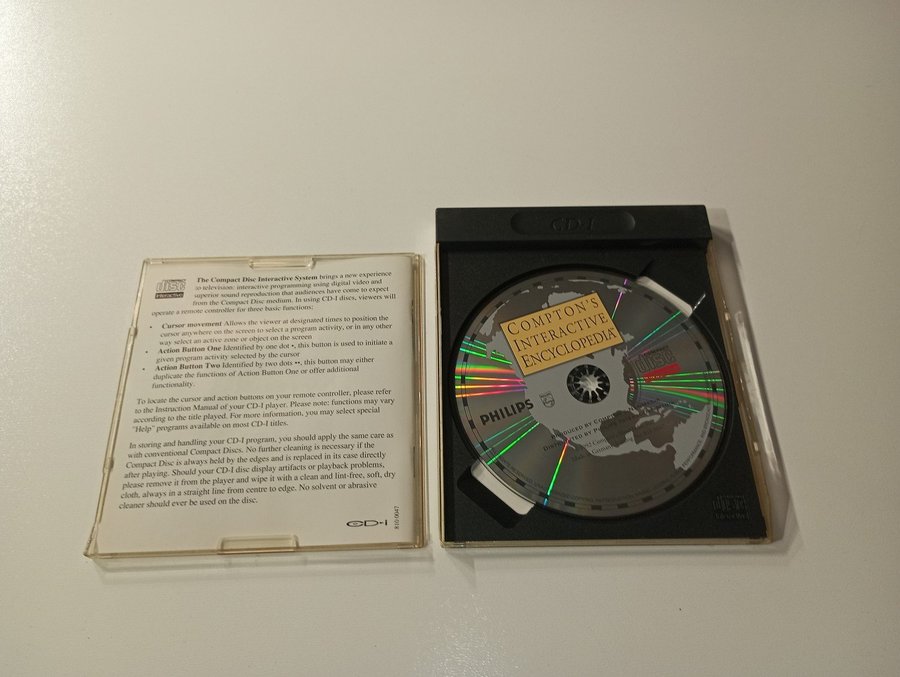 COMPACT
disc
Interactive
The Compact Disc Interactive System brings a new experience
to television: interactive programming using digital video and
superior sound reproduction that audiences have come to expect
from the Compact Disc medium. In using CD-I discs, viewers will
operate a remote controller for three basic functions:
• Cursor movement Allows the viewer at designated times to position the
cursor anywhere on the screen to select a program activity, or in any other
way select an active zone or object on the screen
• Action Button One Identified by one dot •, this button is used to initiate a
given program activity selected by the cursor
• Action Button Two Identified by two dots ••, this button may either
duplicate the functions of Action Button One or offer additional
functionality.
To locate the cursor and action buttons on your remote controller, please refer
to the Instruction Manual of your CD-I player. Please note: functions may vary
according to the title played. For more information, you may select special
"Help" programs available on most CD-I titles.
In storing and handling your CD-I program, you should apply the same care as
with conventional Compact Discs. No further cleaning is necessary if the
Compact Disc is always held by the edges and is replaced in its case directly
after playing. Should your CD-I disc display artifacts or playback problems,
please remove it from the player and wipe it with a clean and lint-free, soft, dry
cloth, always in a straight line from centre to edge. No solvent or abrasive
cleaner should ever be used on the disc.
CD-i
810 0047
CD-I
COMPTON'S
INTERACTIVE
ENCYCLOPEDIA
disc
PHILIPS
PRODUCED BY
DISTRIBUTED BY
disc